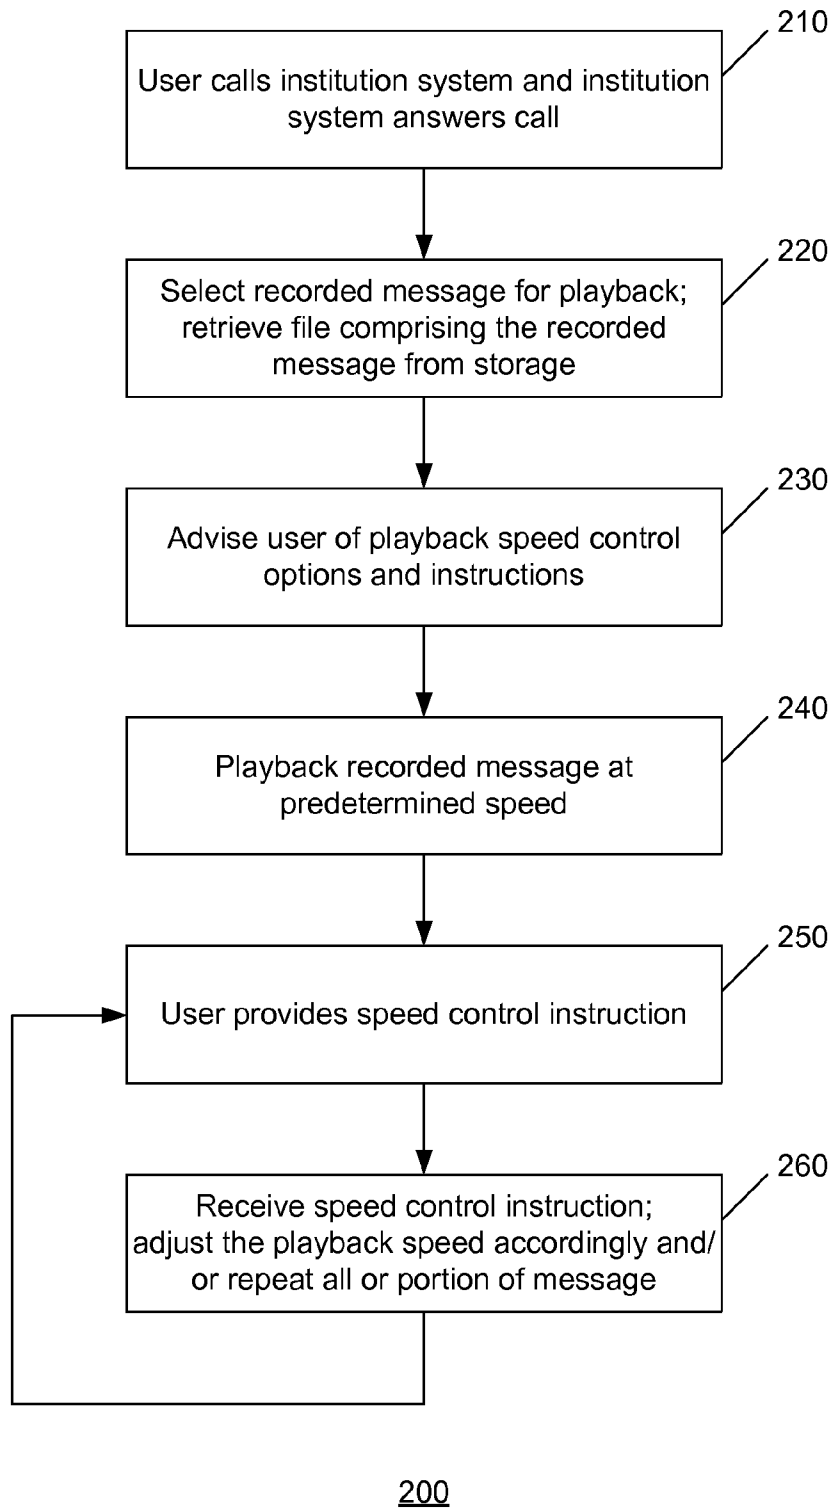 210
User calls institution system and institution
system answers call
220
Select recorded message for playback;
retrieve file comprising the recorded
message from storage
230
Advise user of playback speed control
options and instructions
240
Playback recorded message at
predetermined speed
250
User provides speed control instruction
260
Receive speed control instruction;
adjust the playback speed accordingly and/
or repeat all or portion of message
200